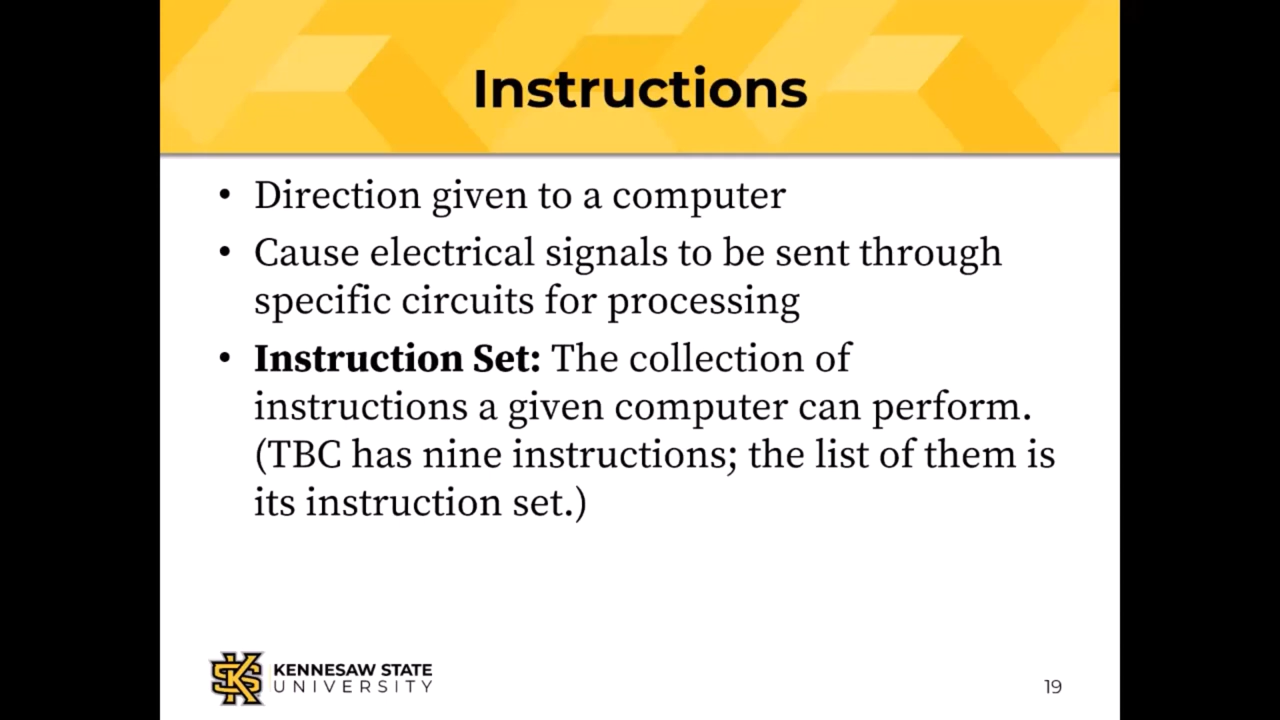 Instructions
• Direction given to a computer
• Cause electrical signals to be sent through
specific circuits for processing
• Instruction Set: The collection of
instructions a given computer can perform.
(TBC has nine instructions; the list of them is
its instruction set.)
KS
KENNESAW STATE
UNIVERSITY
19